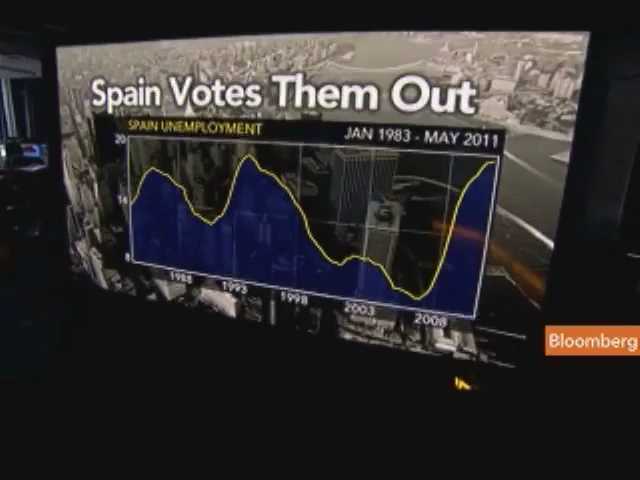 Spain Votes Them Out
SPAIN UNEMPLOYMENT JAN 1983 - MAY 2011
20
14
8
1988 1993 1998 2003 2008
Bloomberg